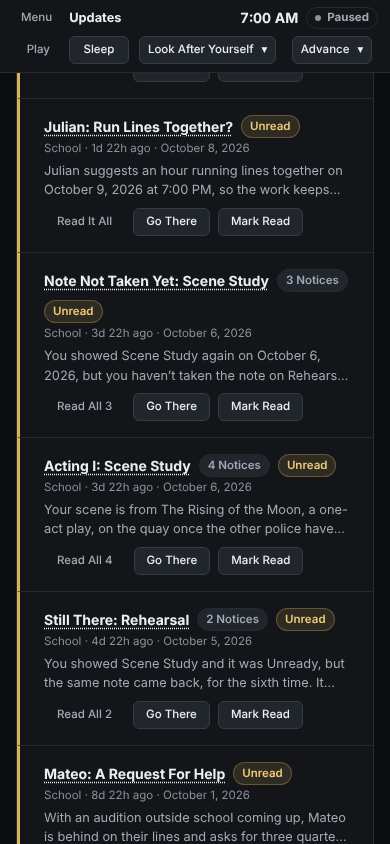 Menu Updates 7:00 AM Paused
Play Sleep Look After Yourself ▾ Advance ▾
Julian: Run Lines Together? Unread
School · 1d 22h ago · October 8, 2026
Julian suggests an hour running lines together on
October 9, 2026 at 7:00 PM, so the work keeps...
Read It All Go There Mark Read
Note Not Taken Yet: Scene Study 3 Notices
Unread
School · 3d 22h ago · October 6, 2026
You showed Scene Study again on October 6,
2026, but you haven't taken the note on Rehears...
Read All 3 Go There Mark Read
Acting I: Scene Study 4 Notices Unread
School · 3d 22h ago · October 6, 2026
Your scene is from The Rising of the Moon, a one-
act play, on the quay once the other police have...
Read All 4 Go There Mark Read
Still There: Rehearsal 2 Notices Unread
School · 4d 22h ago · October 5, 2026
You showed Scene Study and it was Unready, but
the same note came back, for the sixth time. It...
Read All 2 Go There Mark Read
Mateo: A Request For Help Unread
School · 8d 22h ago · October 1, 2026
With an audition outside school coming up, Mateo
is behind on their lines and asks for three quarte...